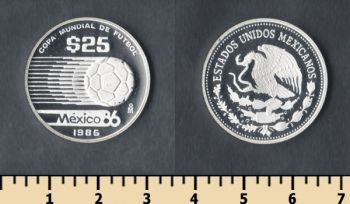 COPA MUNDIAL DE FUTBOL
$25
México 86
1985
ESTADOS UNIDOS MEXICANOS
1 2 3 4 5 6 7